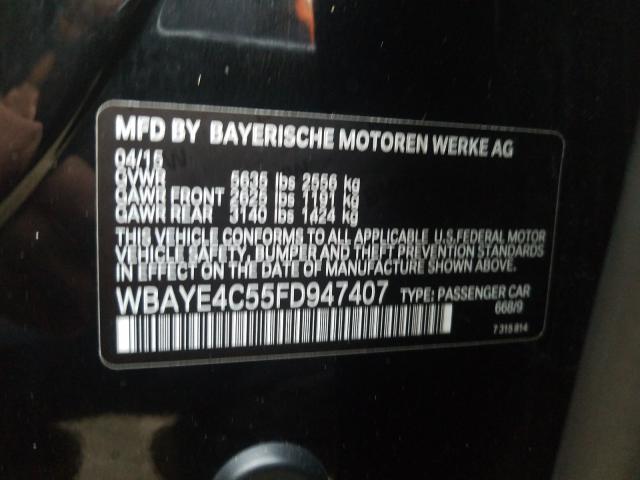 MFD BY BAYERISCHE MOTOREN WERKE AG
04/15
GVWR 5635 lbs 2556 kg
GAWR FRONT 2625 lbs 1191 kg
GAWR REAR 3140 lbs 1424 kg
THIS VEHICLE CONFORMS TO ALL APPLICABLE U.S. FEDERAL MOTOR
VEHICLE SAFETY, BUMPER AND THEFT PREVENTION STANDARDS
IN EFFECT ON THE DATE OF MANUFACTURE SHOWN ABOVE.
WBAYE4C55FD947407 TYPE: PASSENGER CAR
668/9
7 315 814